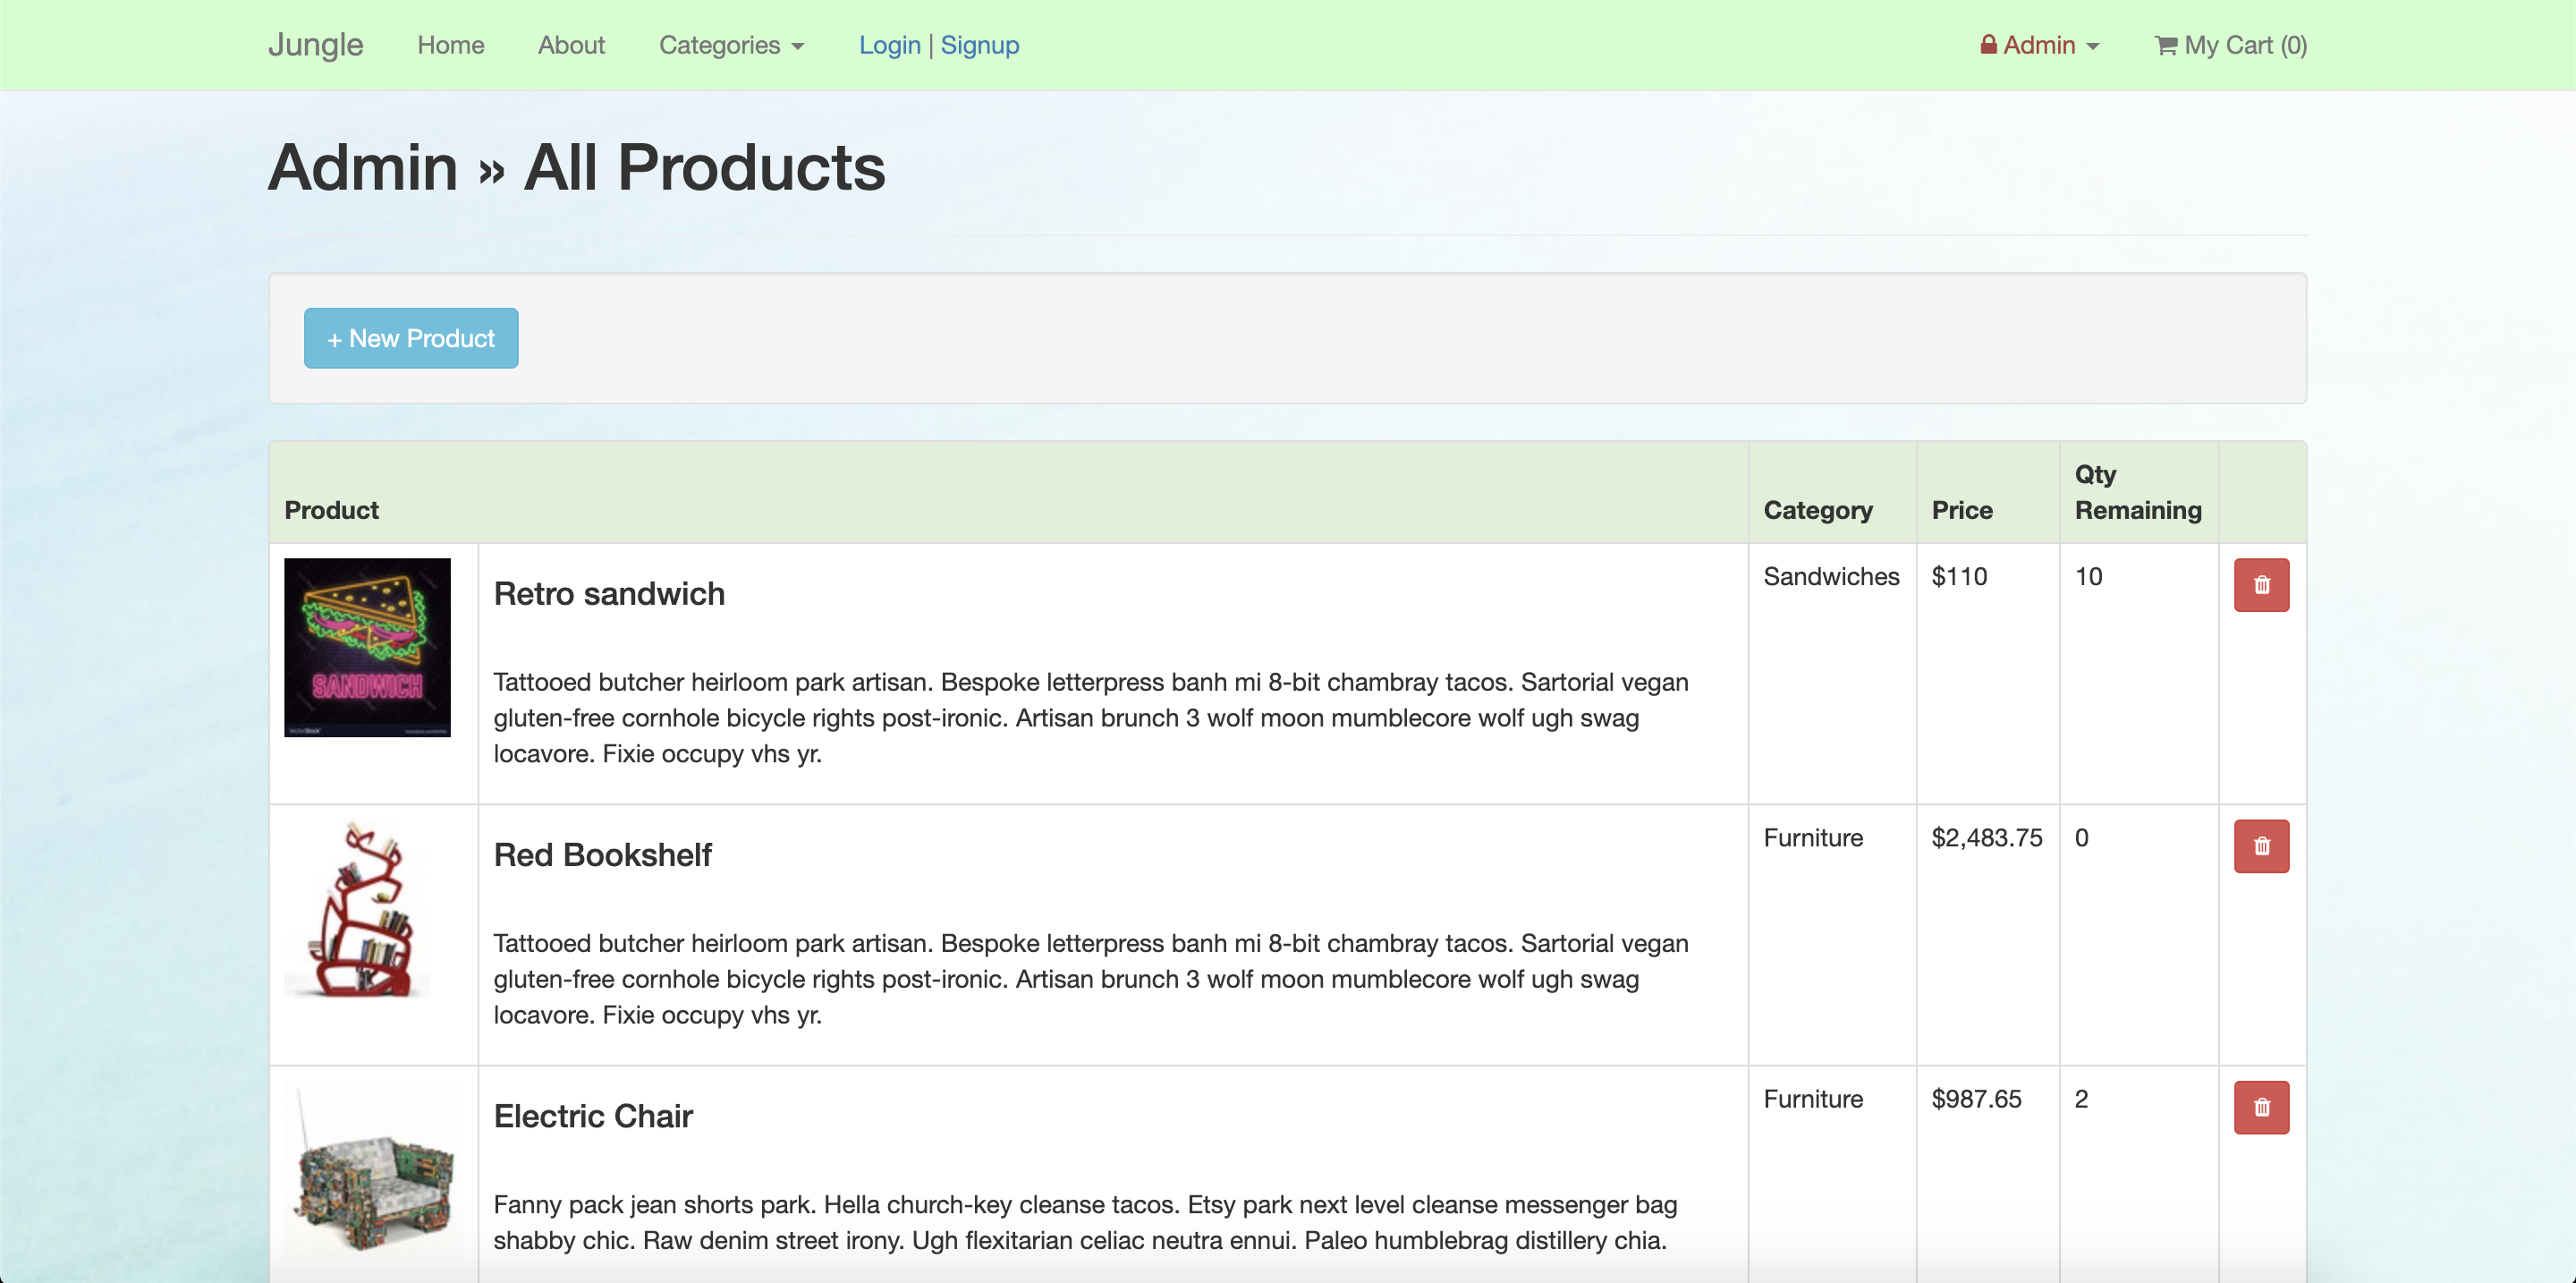 Jungle Home About Categories Login | Signup Admin My Cart (0)
Admin » All Products
+ New Product
Product Category Price Qty Remaining
SANDWICH
VectorStock
Retro sandwich
Sandwiches $110 10
Tattooed butcher heirloom park artisan. Bespoke letterpress banh mi 8-bit chambray tacos. Sartorial vegan
gluten-free cornhole bicycle rights post-ironic. Artisan brunch 3 wolf moon mumblecore wolf ugh swag
locavore. Fixie occupy vhs yr.
Red Bookshelf
Furniture $2,483.75 0
Tattooed butcher heirloom park artisan. Bespoke letterpress banh mi 8-bit chambray tacos. Sartorial vegan
gluten-free cornhole bicycle rights post-ironic. Artisan brunch 3 wolf moon mumblecore wolf ugh swag
locavore. Fixie occupy vhs yr.
Electric Chair
Furniture $987.65 2
Fanny pack jean shorts park. Hella church-key cleanse tacos. Etsy park next level cleanse messenger bag
shabby chic. Raw denim street irony. Ugh flexitarian celiac neutra ennui. Paleo humblebrag distillery chia.